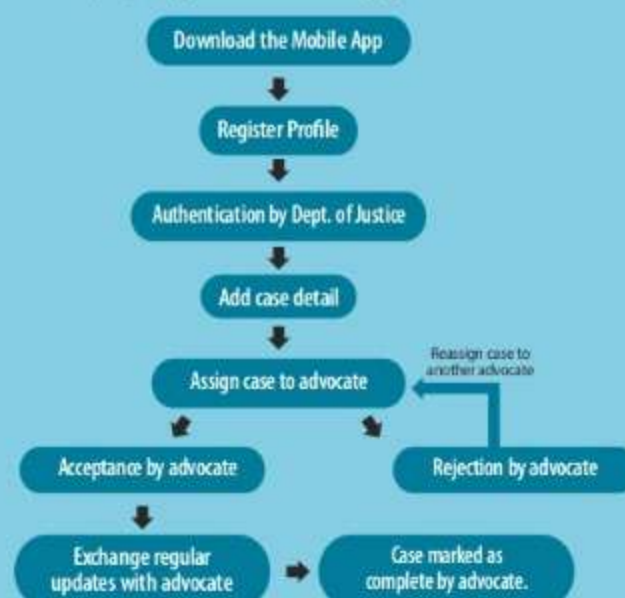 Download the Mobile App
Register Profile
Authentication by Dept. of Justice
Add case detail
Assign case to advocate
Reassign case to
another advocate
Acceptance by advocate
Rejection by advocate
Exchange regular
updates with advocate
Case marked as
complete by advocate.